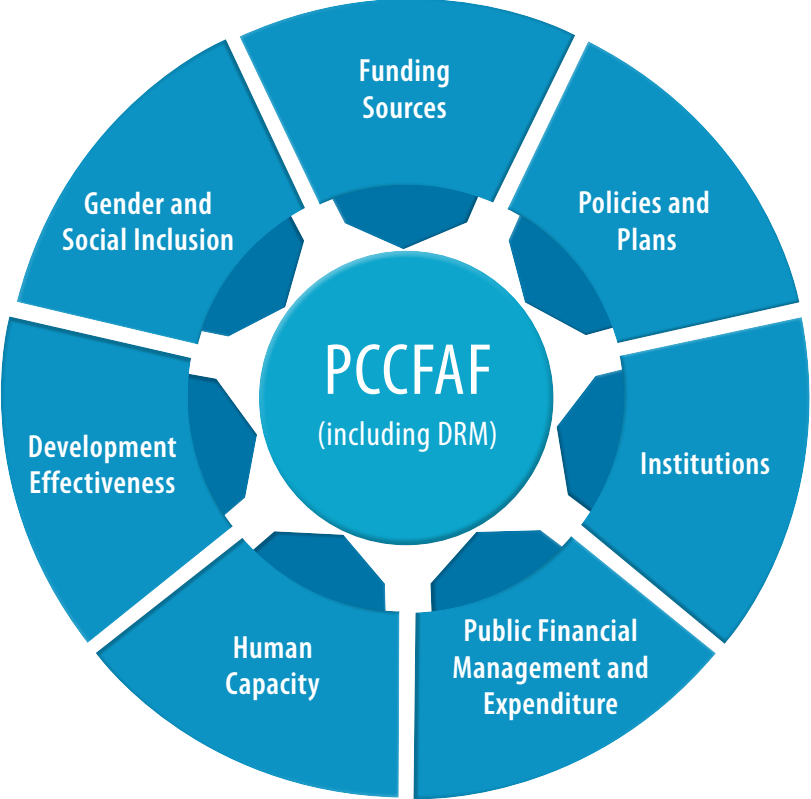 Funding
Sources
Policies and
Plans
Institutions
Public Financial
Management and
Expenditure
Human
Capacity
Development
Effectiveness
Gender and
Social Inclusion
PCCFAF
(including DRM)